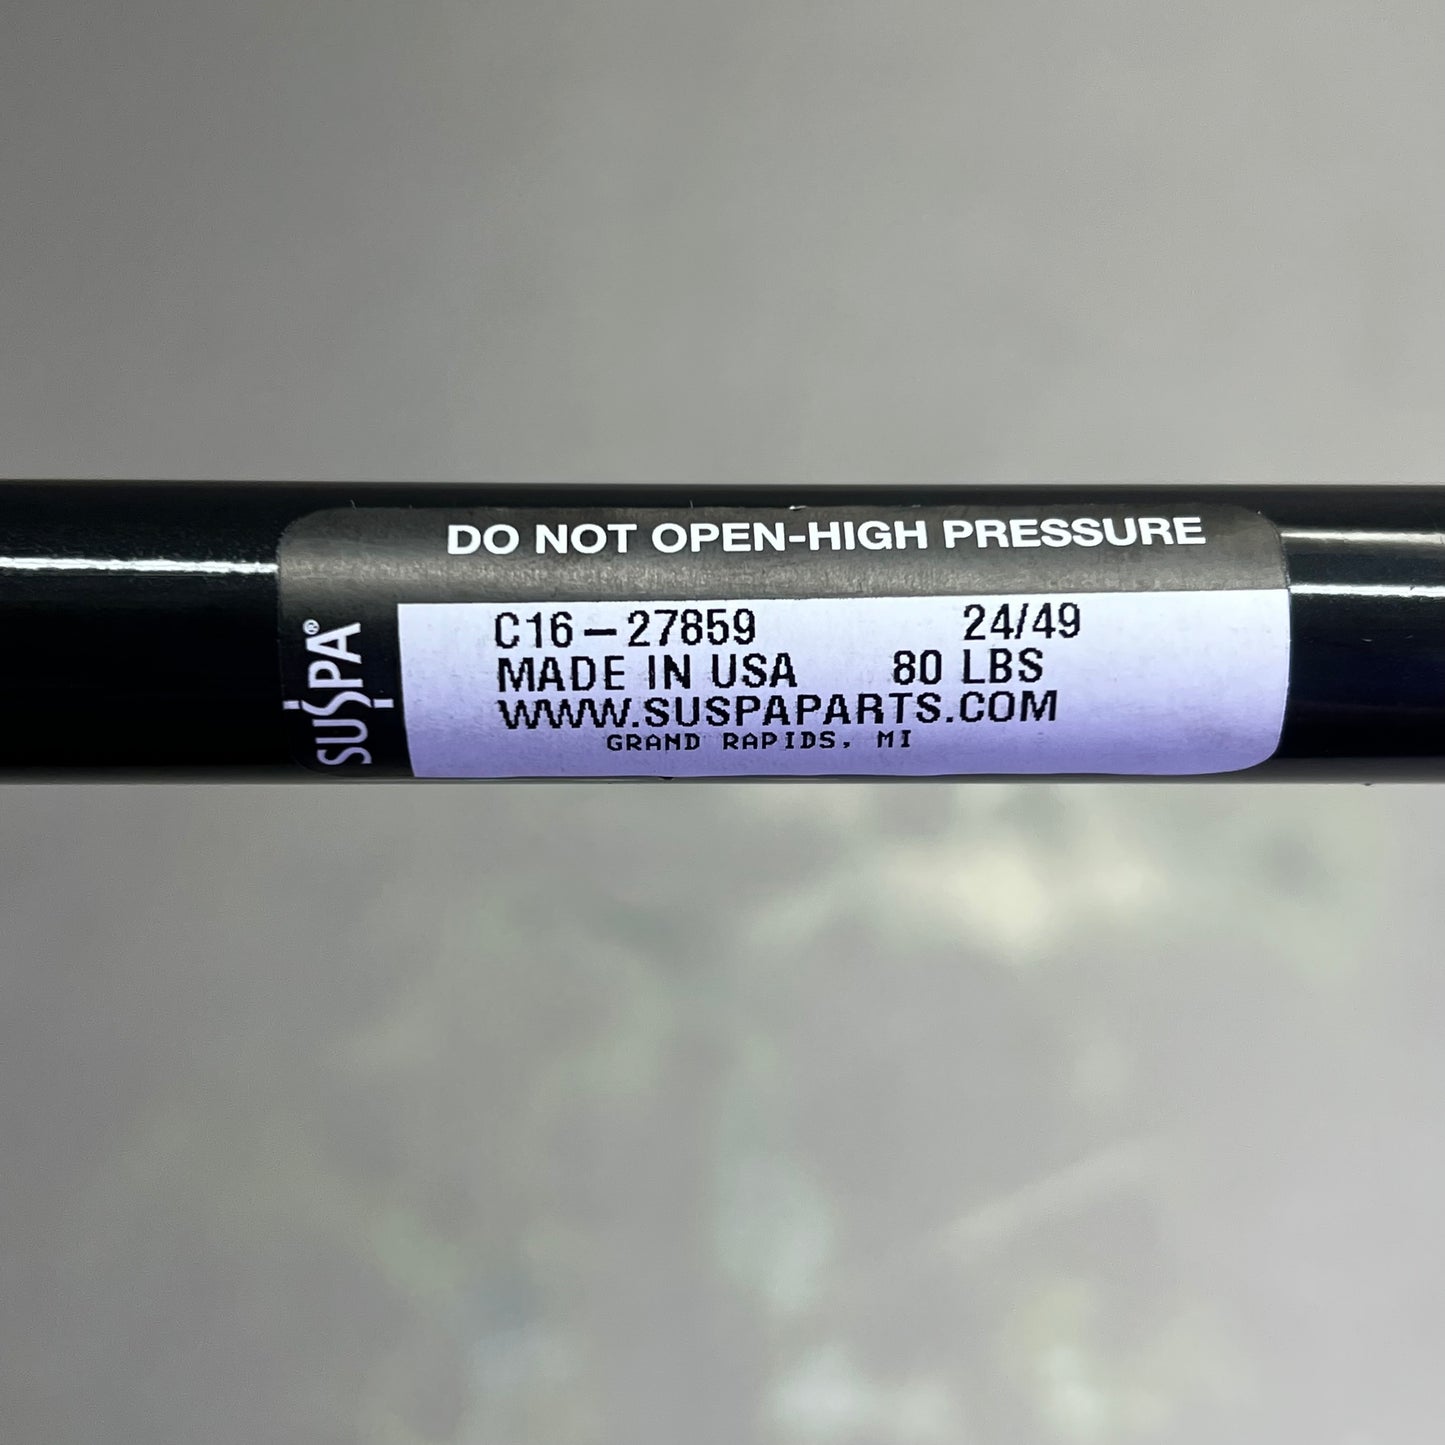 DO NOT OPEN-HIGH PRESSURE
SUSPA®
C16-27859 24/49
MADE IN USA 80 LBS
WWW.SUSPAPARTS.COM
GRAND RAPIDS, MI